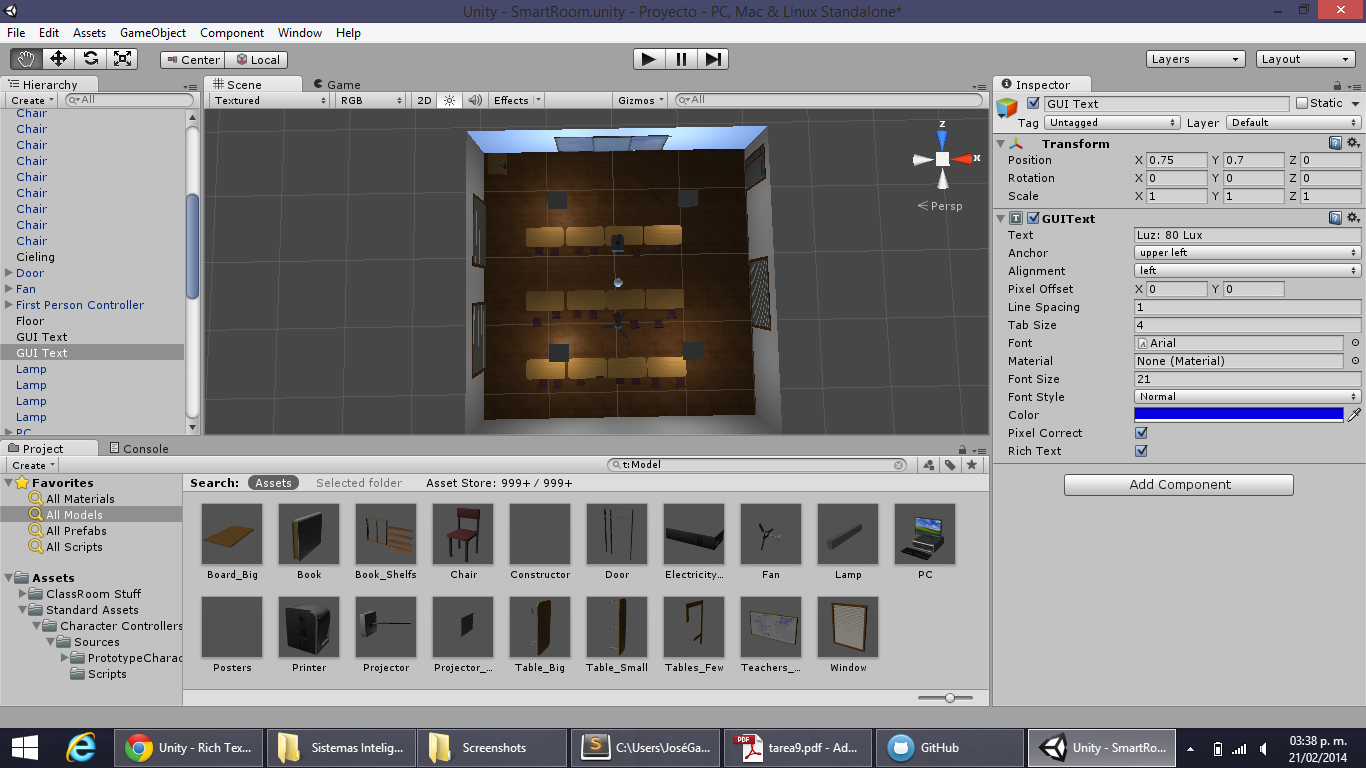 Unity - SmartRoom.unity - Proyecto - PC, Mac & Linux Standalone*
File Edit Assets GameObject Component Window Help
Center Local Layers Layout
Hierarchy
Create All
Chair
Chair
Chair
Chair
Chair
Chair
Chair
Chair
Chair
Cieling
Door
Fan
First Person Controller
Floor
GUI Text
GUI Text
Lamp
Lamp
Lamp
Lamp
PC
Scene Game
Textured RGB 2D Effects Gizmos All
z
x
Persp
Inspector
GUI Text Static
Tag Untagged Layer Default
Transform
Position X 0.75 Y 0.7 Z 0
Rotation X 0 Y 0 Z 0
Scale X 1 Y 1 Z 1
GUIText
Text Luz: 80 Lux
Anchor upper left
Alignment left
Pixel Offset X 0 Y 0
Line Spacing 1
Tab Size 4
Font Arial
Material None (Material)
Font Size 21
Font Style Normal
Color
Pixel Correct
Rich Text
Add Component
Project Console
Create t:Model
Favorites
All Materials
All Models
All Prefabs
All Scripts
Assets
ClassRoom Stuff
Standard Assets
Character Controllers
Sources
PrototypeCharac
Scripts
Search: Assets Selected folder Asset Store: 999+ / 999+
Board_Big Book Book_Shelfs Chair Constructor Door Electricity... Fan Lamp PC
Posters Printer Projector Projector_... Table_Big Table_Small Tables_Few Teachers_... Window
Unity - Rich Tex... Sistemas Intelig... Screenshots C:\Users\JoséGa... tarea9.pdf - Ad... GitHub Unity - SmartRo...
03:38 p. m.
21/02/2014